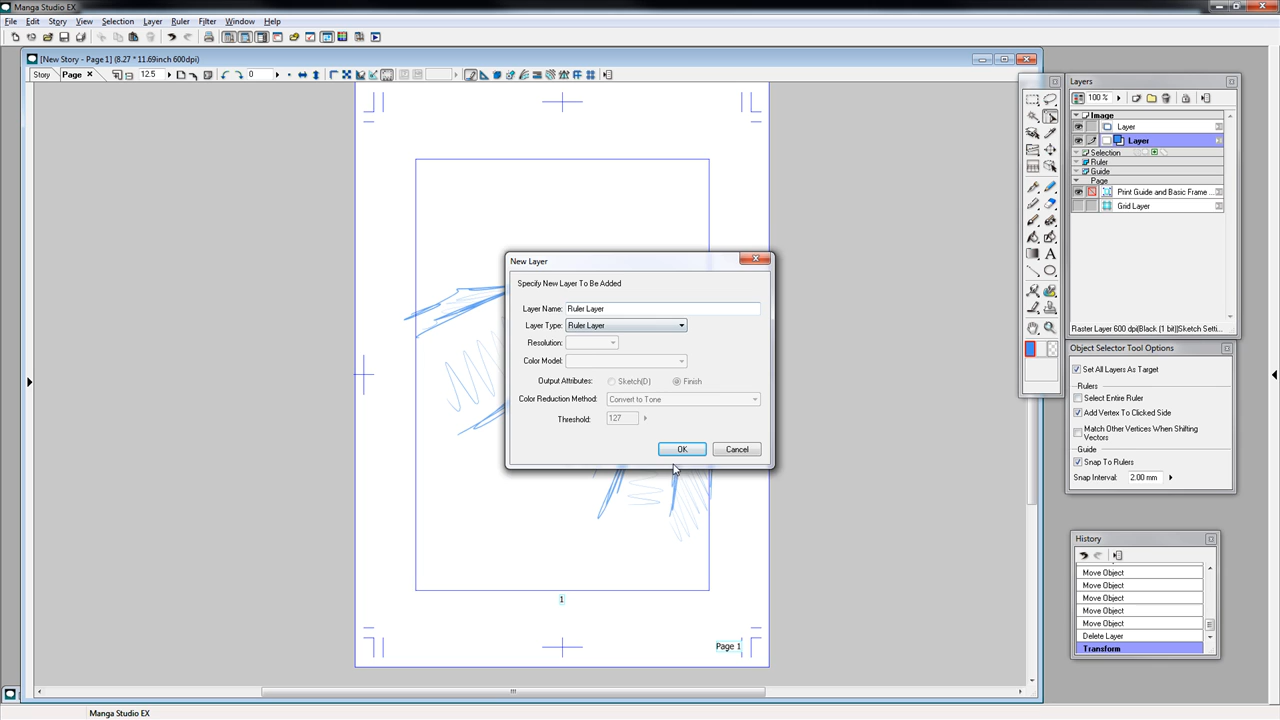 Manga Studio EX
File Edit Story View Selection Layer Ruler Filter Window Help
[New Story - Page 1] (8.27 * 11.69inch 600dpi)
Story Page 12.5 0
Layers
100 %
Image
Layer
Layer
Selection
Ruler
Guide
Page
Print Guide and Basic Frame ...
Grid Layer
Raster Layer 600 dpi(Black (1 bit))Sketch Setti...
New Layer
Specify New Layer To Be Added
Layer Name: Ruler Layer
Layer Type: Ruler Layer
Resolution:
Color Model:
Output Attributes: Sketch(D) Finish
Color Reduction Method: Convert to Tone
Threshold: 127
OK Cancel
Object Selector Tool Options
Set All Layers As Target
Rulers
Select Entire Ruler
Add Vertex To Clicked Side
Match Other Vertices When Shifting
Vectors
Guide
Snap To Rulers
Snap Interval: 2.00 mm
History
Move Object
Move Object
Move Object
Move Object
Move Object
Delete Layer
Transform
1
Page 1
Manga Studio EX